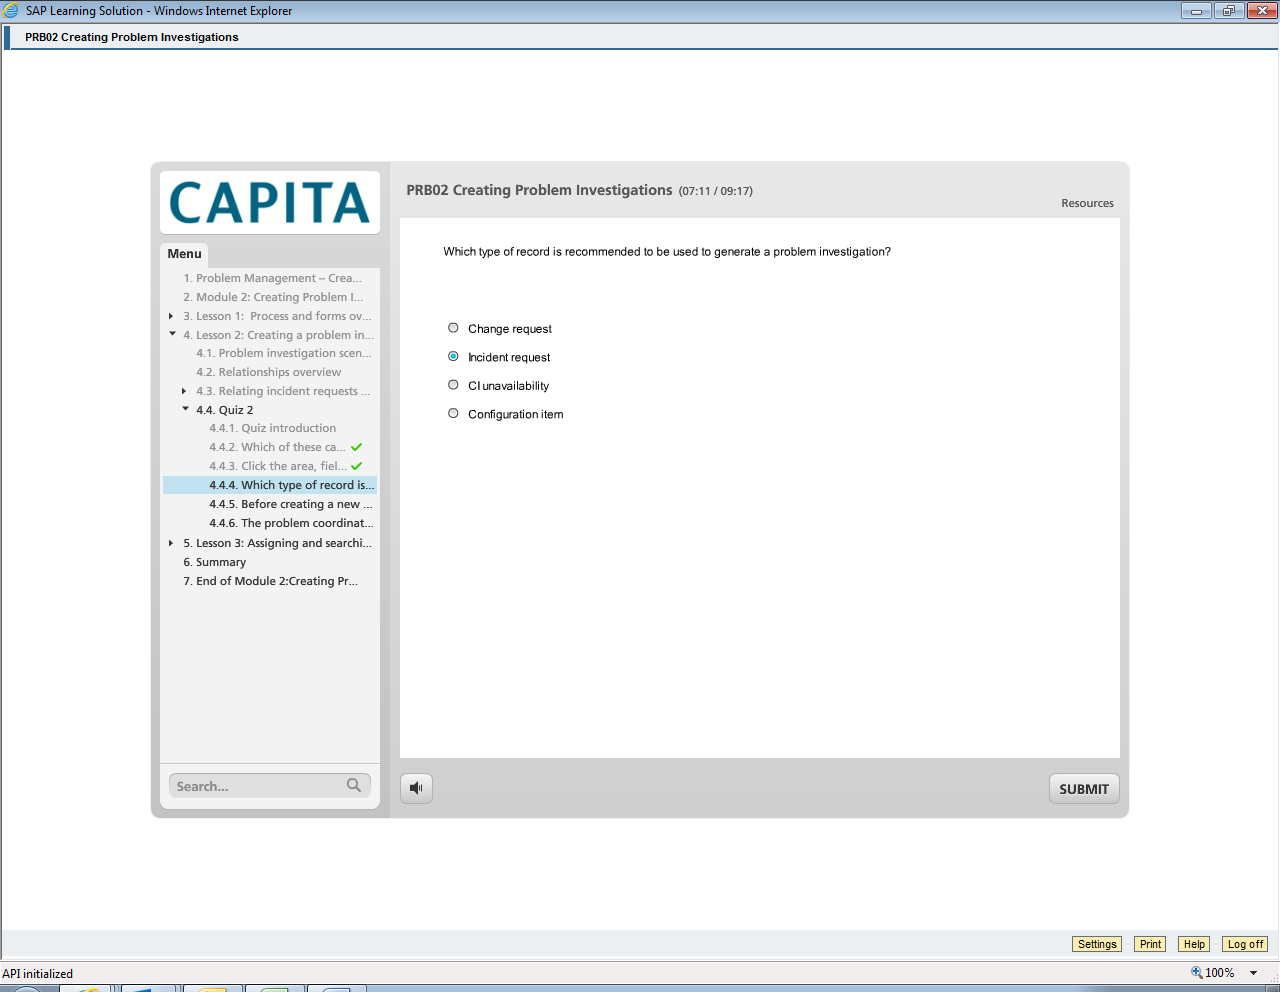 SAP Learning Solution - Windows Internet Explorer
PRB02 Creating Problem Investigations
CAPITA
PRB02 Creating Problem Investigations (07:11 / 09:17)
Resources
Menu
1. Problem Management – Crea...
2. Module 2: Creating Problem I...
3. Lesson 1: Process and forms ov...
4. Lesson 2: Creating a problem in...
4.1. Problem investigation scen...
4.2. Relationships overview
4.3. Relating incident requests ...
4.4. Quiz 2
4.4.1. Quiz introduction
4.4.2. Which of these ca...
4.4.3. Click the area, fiel...
4.4.4. Which type of record is...
4.4.5. Before creating a new ...
4.4.6. The problem coordinat...
5. Lesson 3: Assigning and searchi...
6. Summary
7. End of Module 2:Creating Pr...
Search...
Which type of record is recommended to be used to generate a problem investigation?
Change request
Incident request
CI unavailability
Configuration item
SUBMIT
Settings
Print
Help
Log off
API initialized
100%